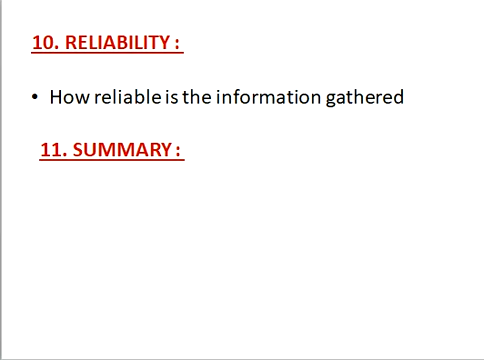 10. RELIABILITY :
• How reliable is the information gathered
11. SUMMARY :